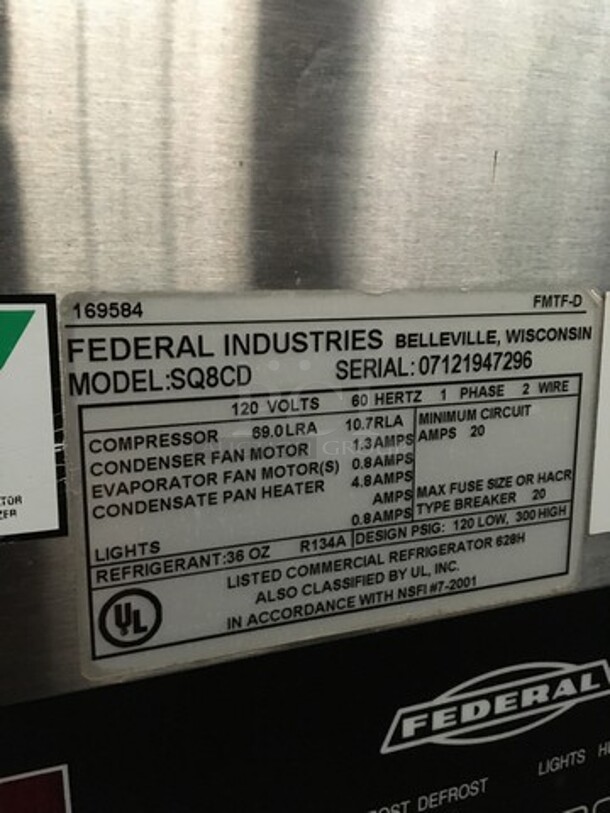 169584 FMTF-D
FEDERAL INDUSTRIES BELLEVILLE, WISCONSIN
MODEL:SQ8CD SERIAL:07121947296
120 VOLTS 60 HERTZ 1 PHASE 2 WIRE
COMPRESSOR 69.0LRA 10.7RLA
CONDENSER FAN MOTOR 1.3AMPS
EVAPORATOR FAN MOTOR(S) 0.8AMPS
CONDENSATE PAN HEATER 4.8AMPS
AMPS
LIGHTS 0.8AMPS
MINIMUM CIRCUIT
AMPS 20
MAX FUSE SIZE OR HACR
TYPE BREAKER 20
REFRIGERANT:36 OZ R134A DESIGN PSIG: 120 LOW, 300 HIGH
LISTED COMMERCIAL REFRIGERATOR 628H
ALSO CLASSIFIED BY UL, INC.
IN ACCORDANCE WITH NSFI #7-2001
UL
FEDERAL
DEFROST LIGHTS